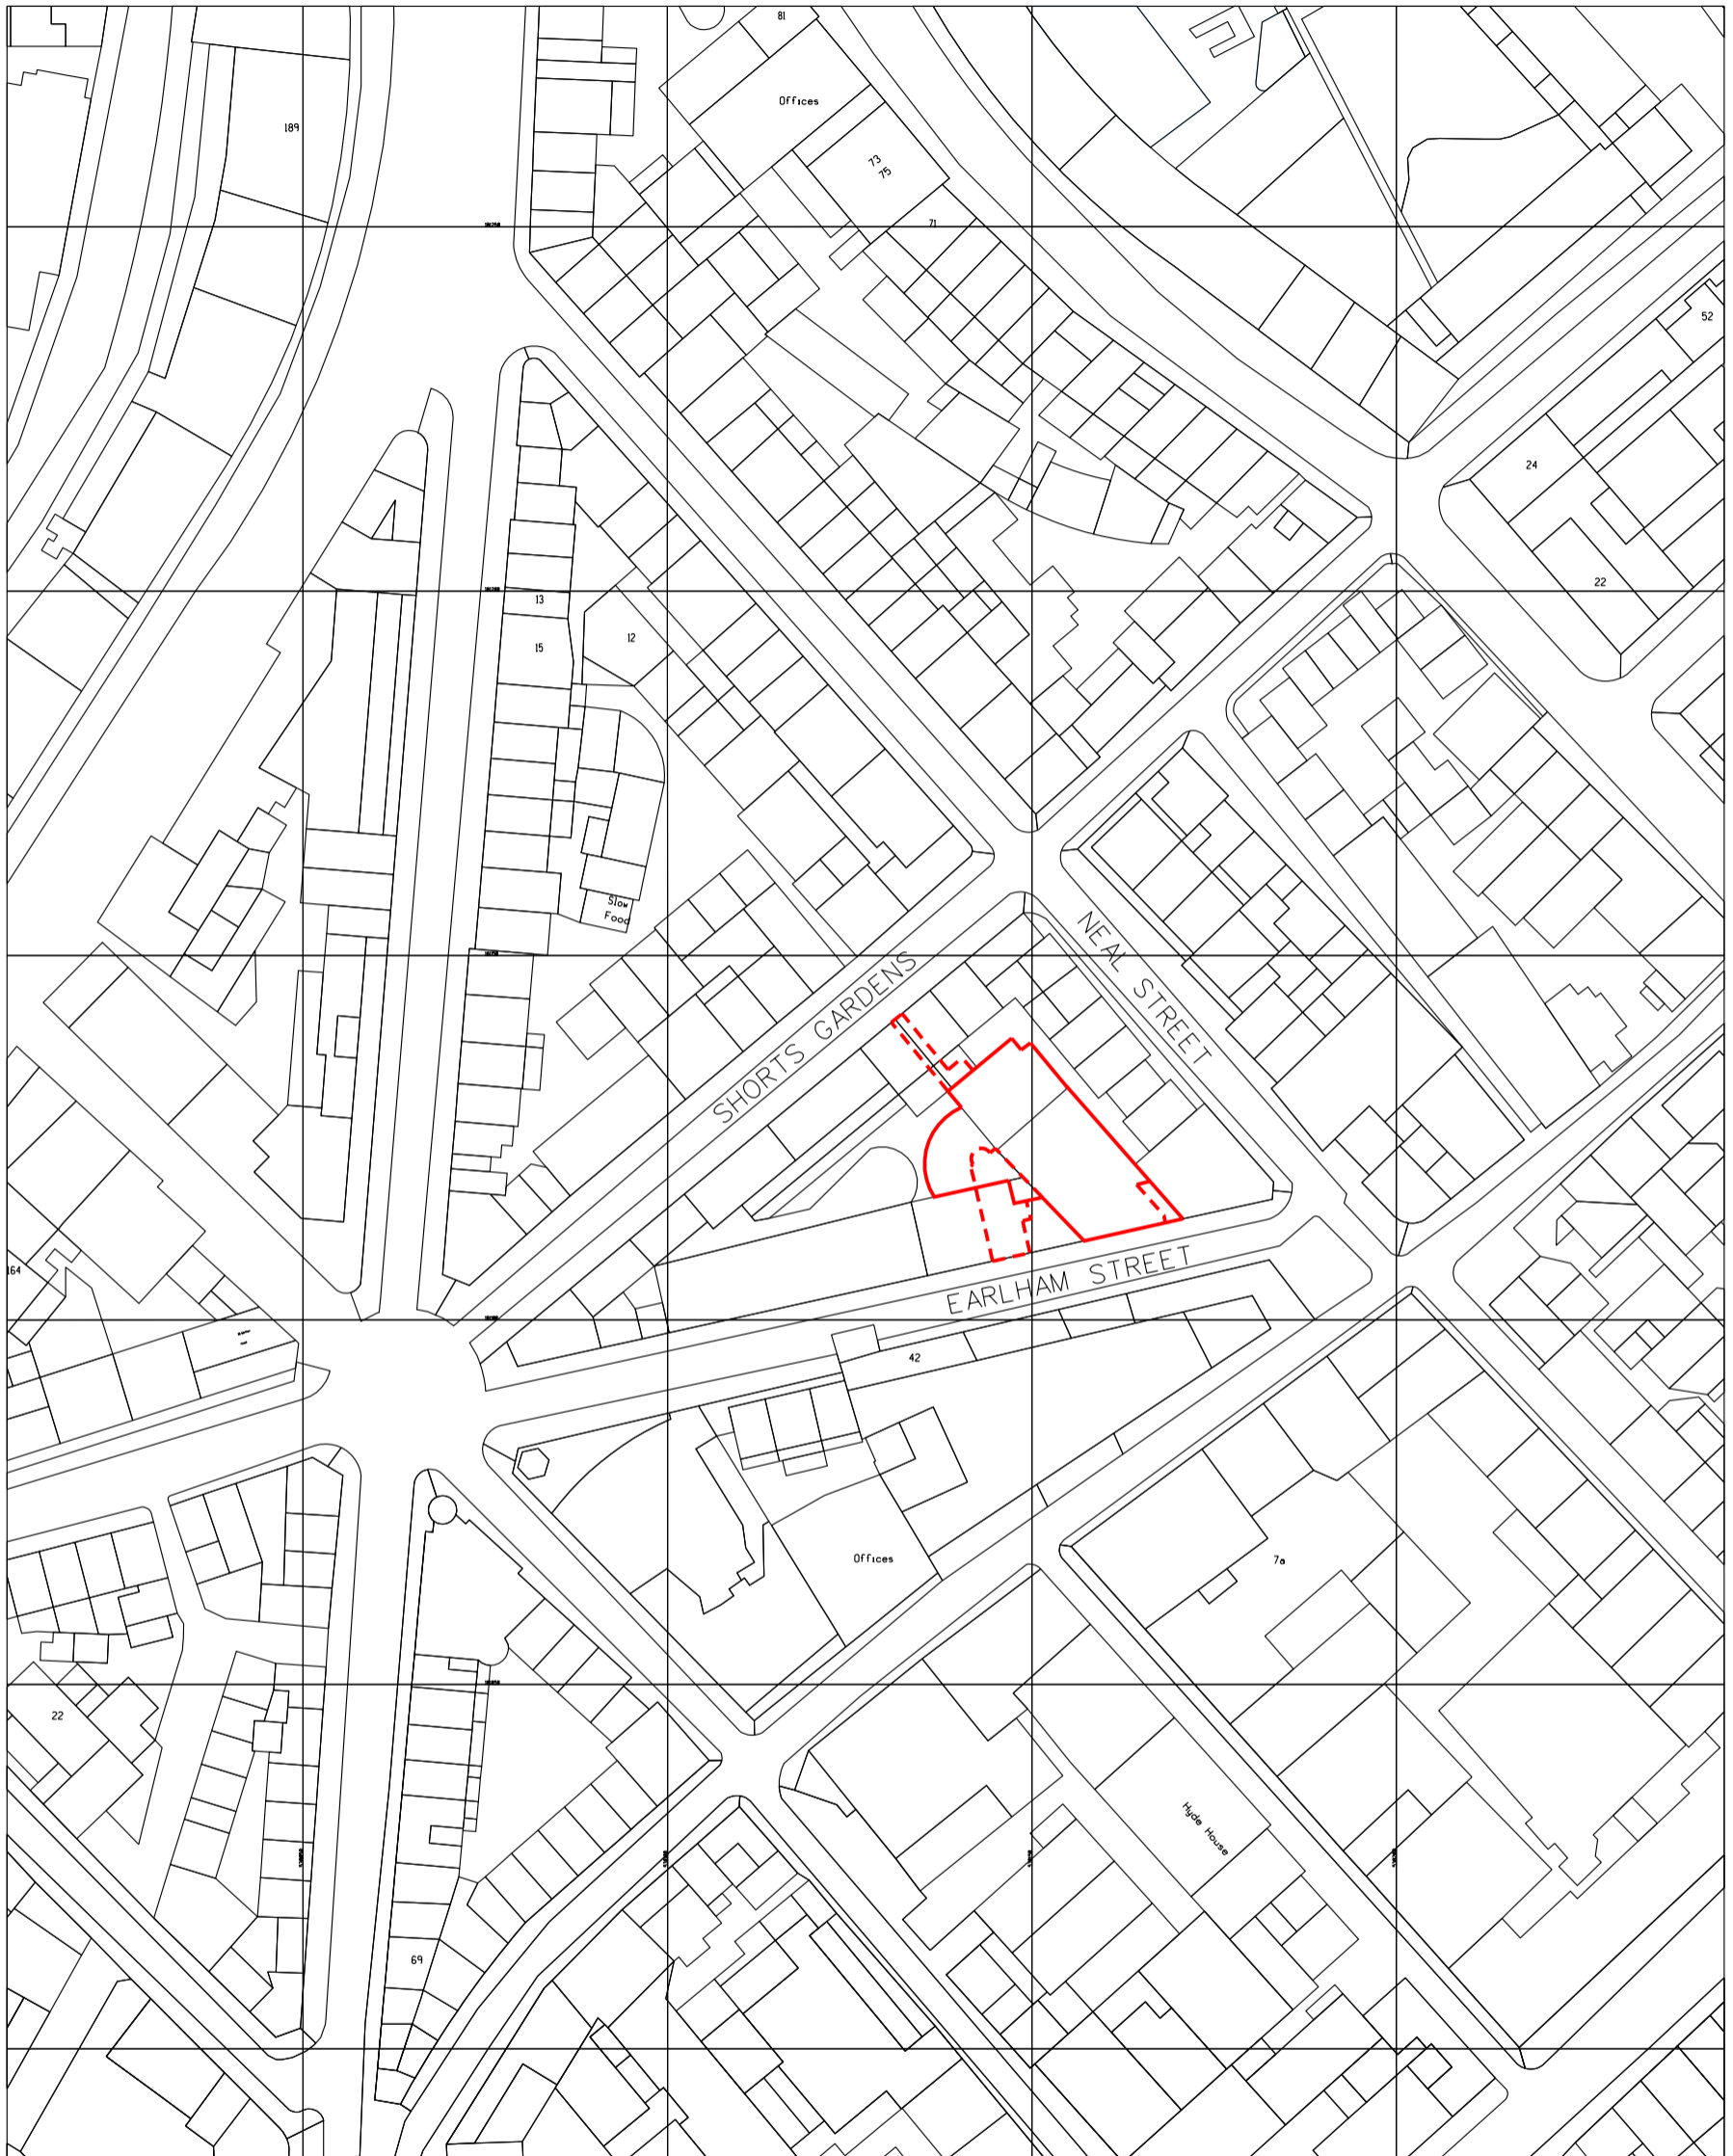 81
Offices
189
73
75
71
52
24
22
13
15
12
Slow
Food
NEAL STREET
SHORTS GARDENS
164
EARLHAM STREET
42
Offices
7a
22
Hyde House
69